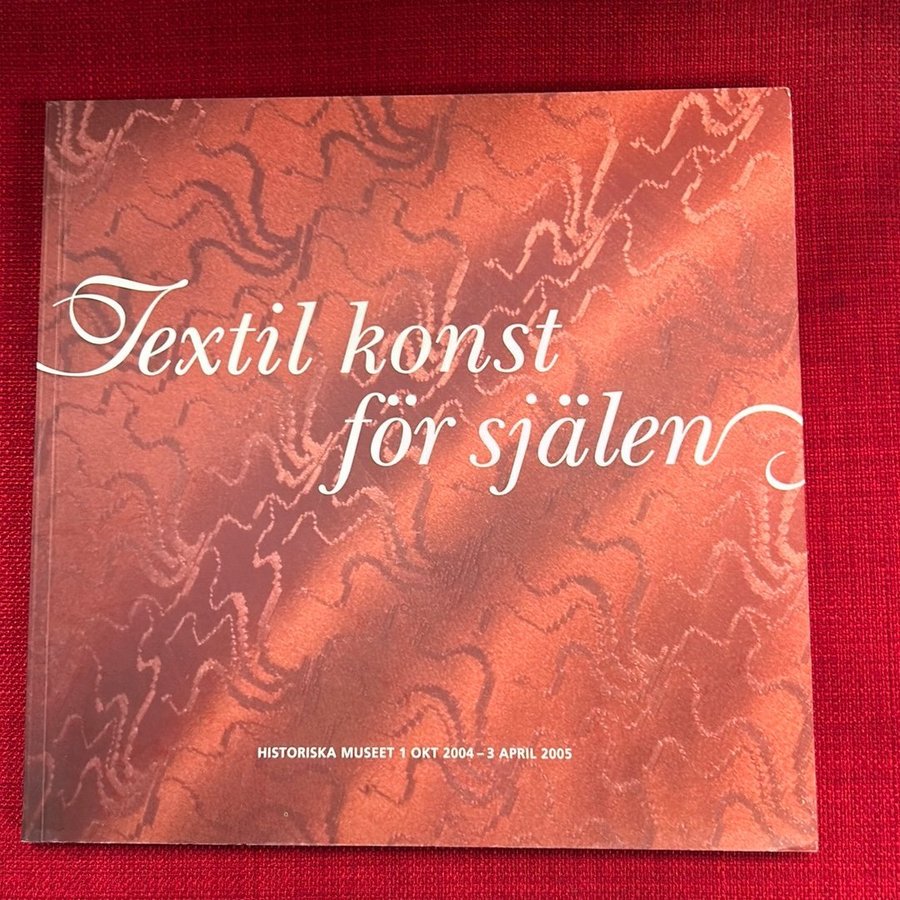 Textil konst
för själen
HISTORISKA MUSEET 1 OKT 2004 – 3 APRIL 2005